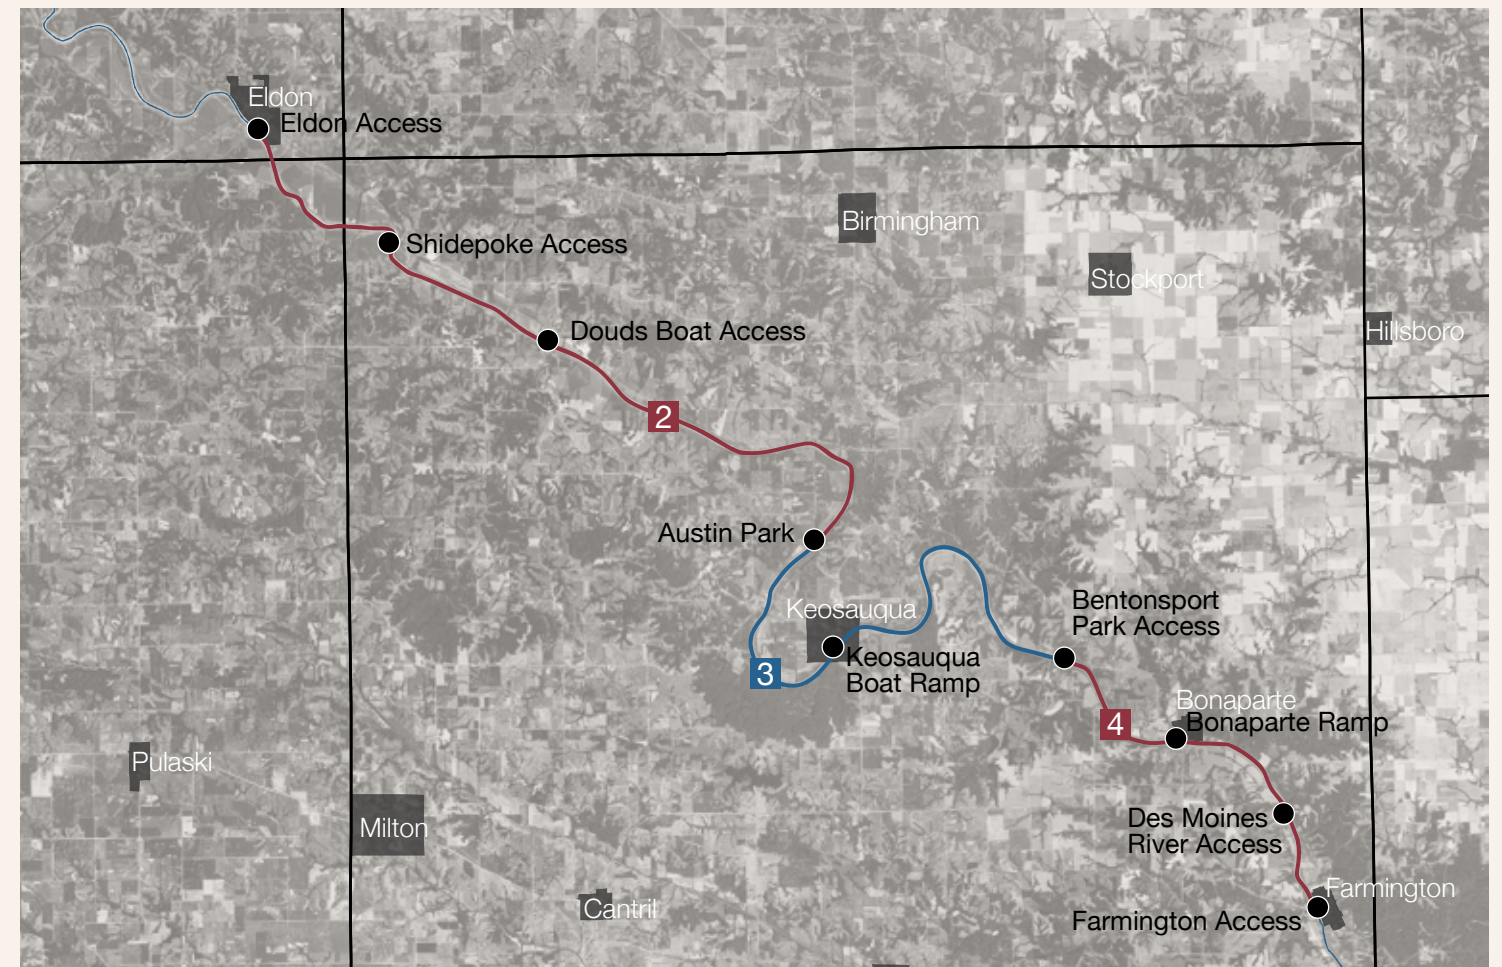 Eldon
Eldon Access
Birmingham
Shidepoke Access
Stockport
Douds Boat Access
Hillsboro
2
Austin Park
Keosauqua
Bentonsport
Park Access
Keosauqua
Boat Ramp
3
Bonaparte
Bonaparte Ramp
4
Pulaski
Des Moines
River Access
Milton
Farmington
Cantril
Farmington Access